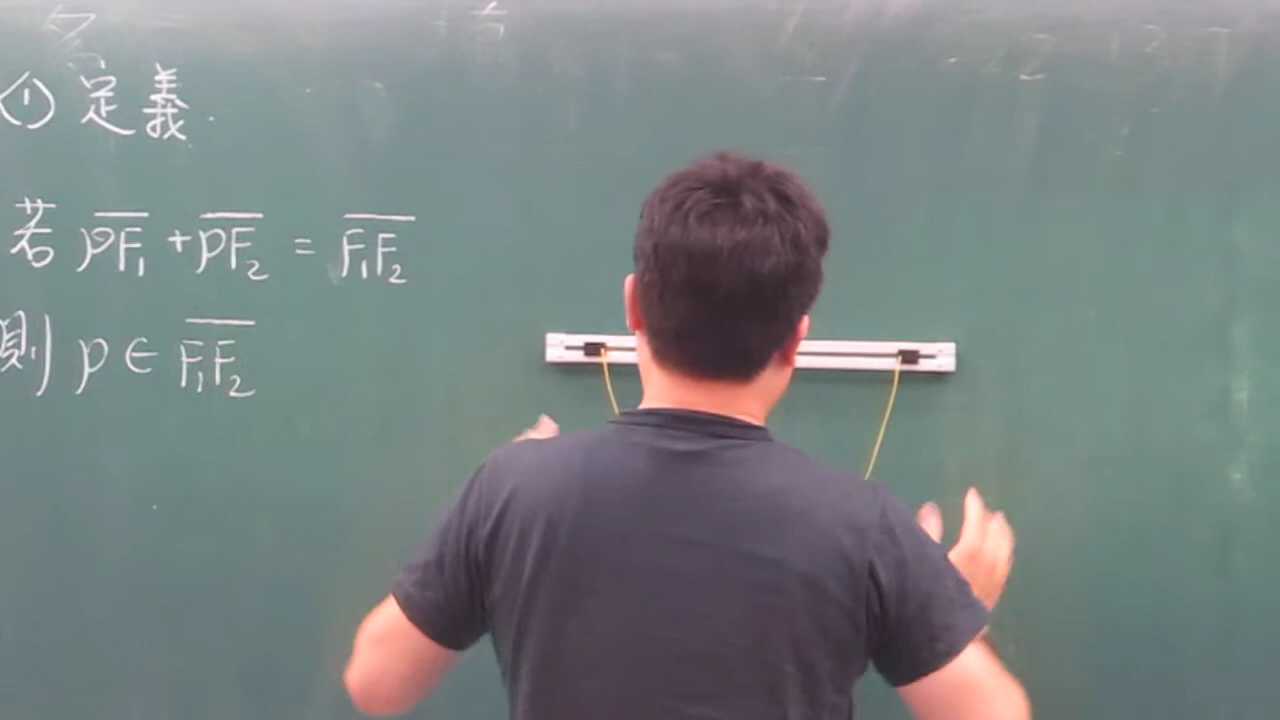 ① 定義
若 PF₁ + PF₂ = F₁F₂
則 P ∈ F₁F₂